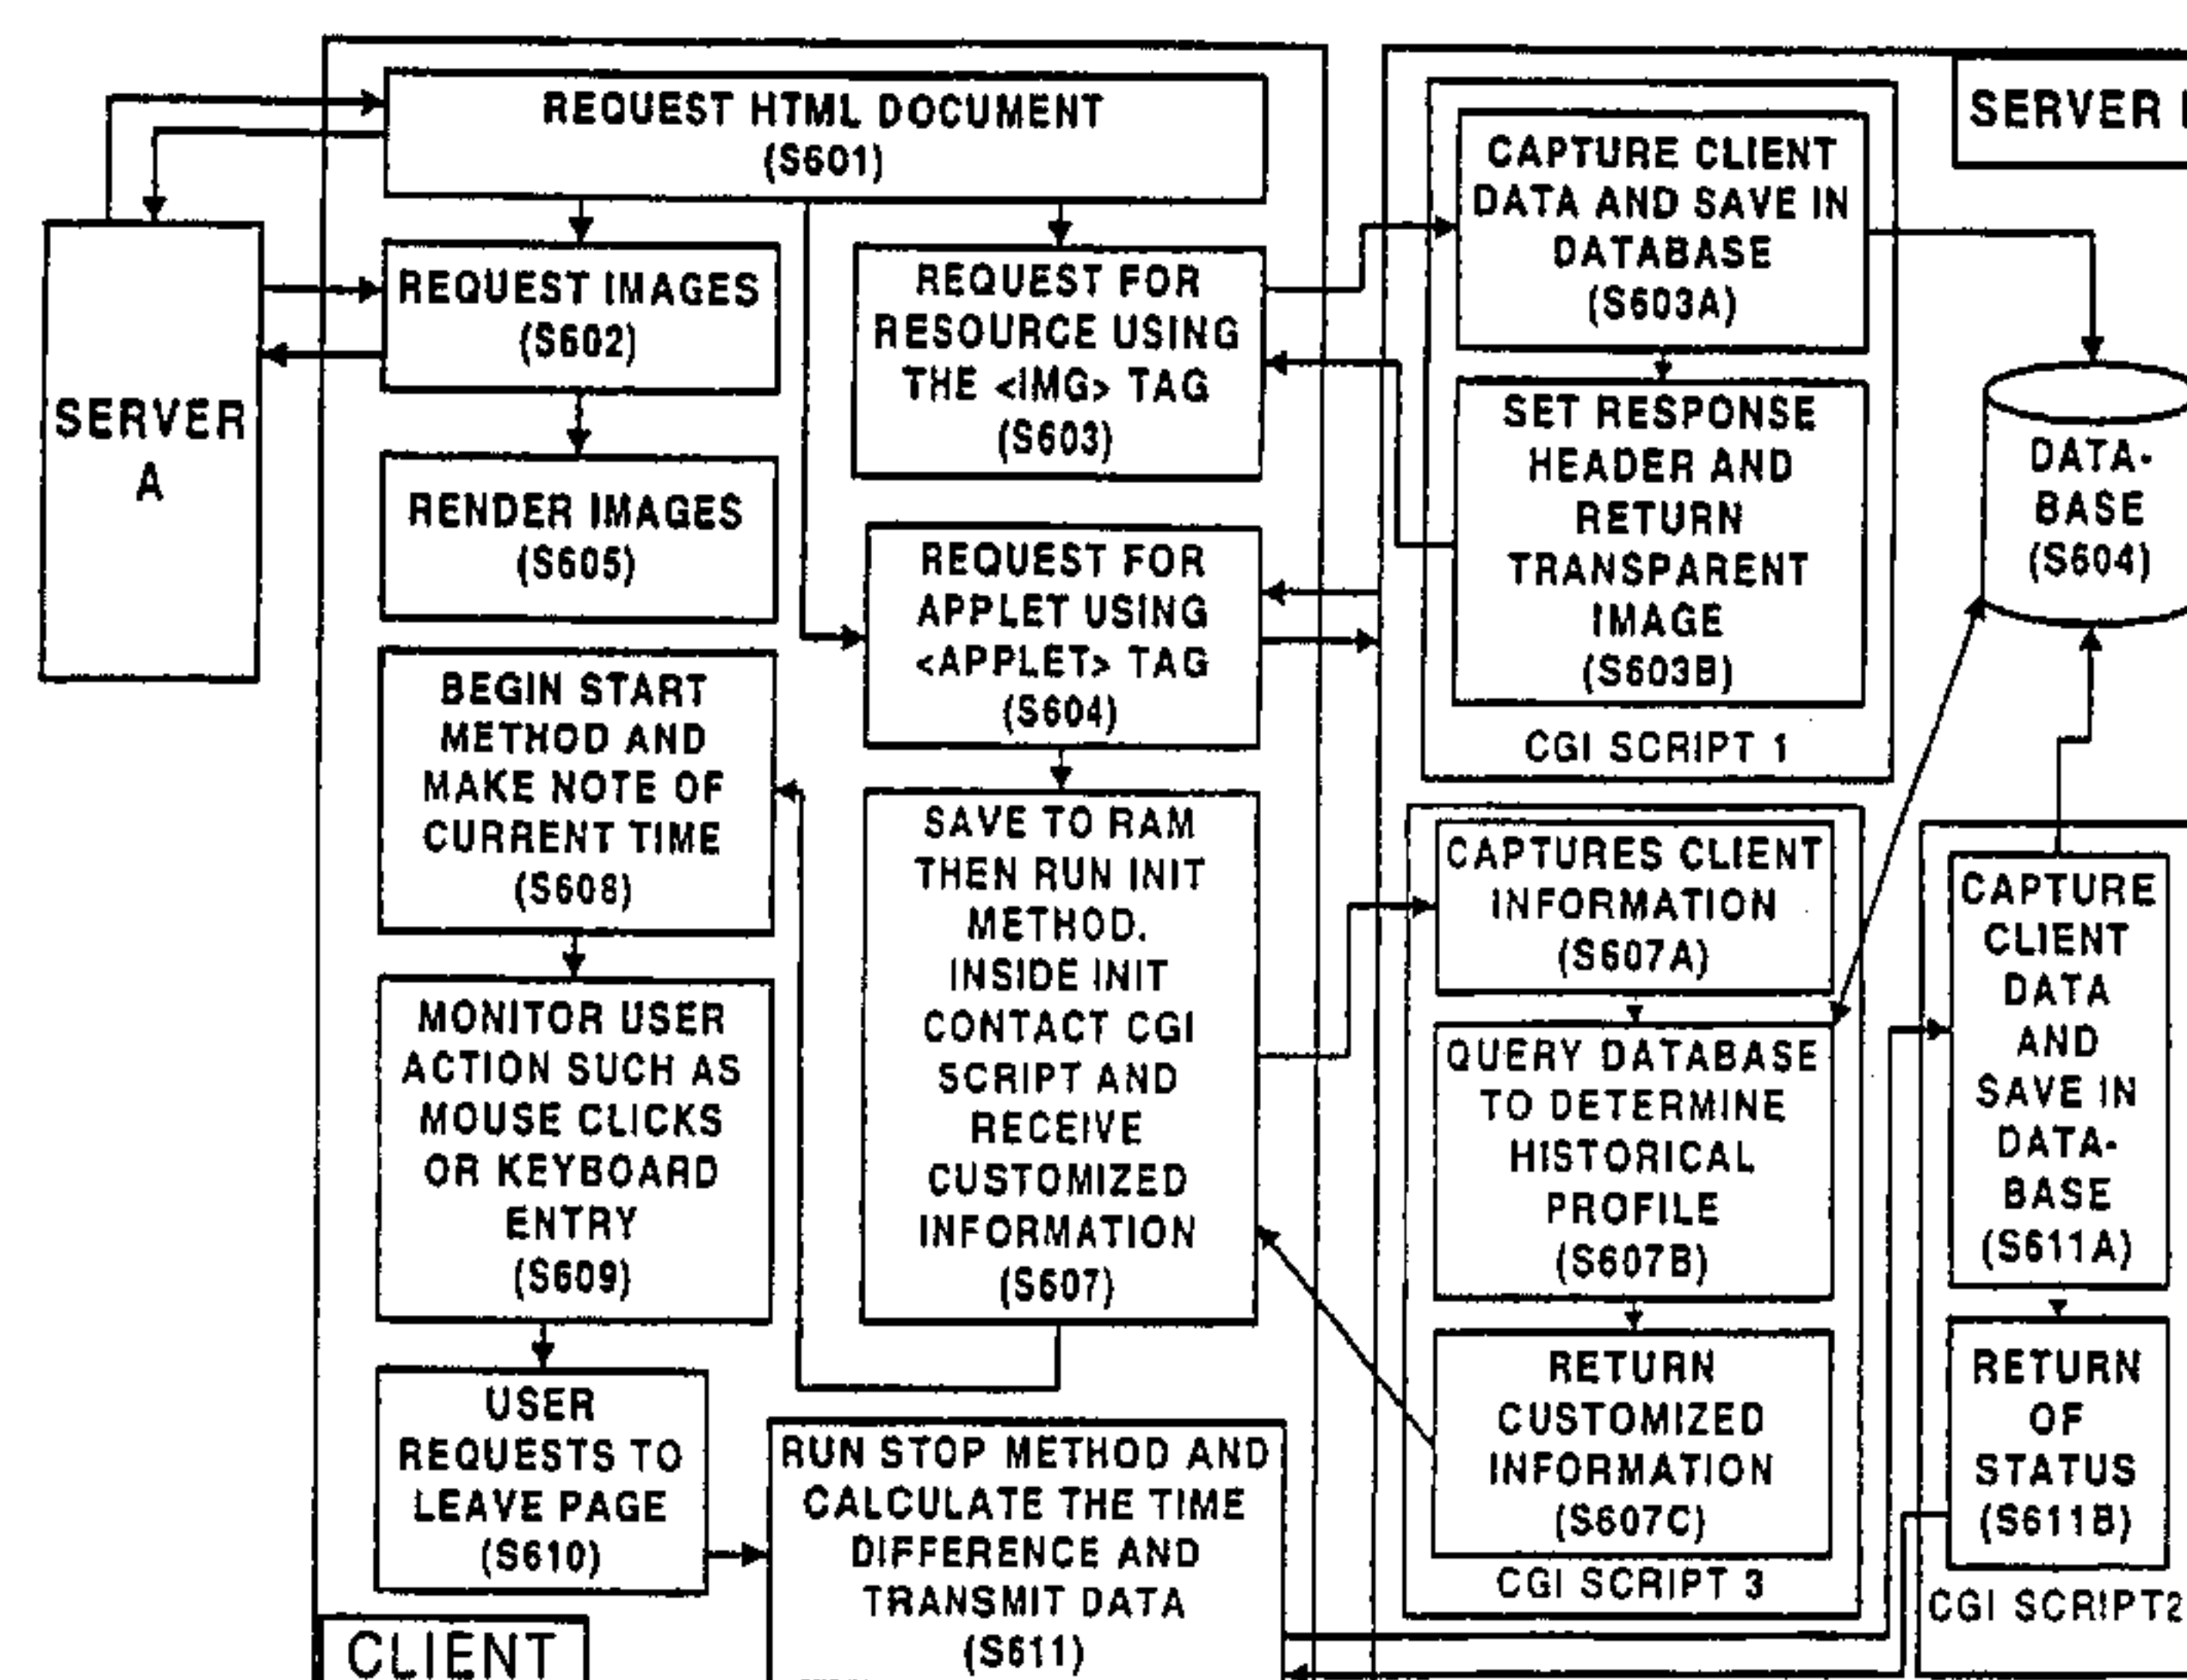 REQUEST HTML DOCUMENT
(S601)
SERVER
A
REQUEST IMAGES
(S602)
RENDER IMAGES
(S605)
BEGIN START
METHOD AND
MAKE NOTE OF
CURRENT TIME
(S608)
MONITOR USER
ACTION SUCH AS
MOUSE CLICKS
OR KEYBOARD
ENTRY
(S609)
USER
REQUESTS TO
LEAVE PAGE
(S610)
CLIENT
REQUEST FOR
RESOURCE USING
THE <IMG> TAG
(S603)
REQUEST FOR
APPLET USING
<APPLET> TAG
(S604)
SAVE TO RAM
THEN RUN INIT
METHOD.
INSIDE INIT
CONTACT CGI
SCRIPT AND
RECEIVE
CUSTOMIZED
INFORMATION
(S607)
RUN STOP METHOD AND
CALCULATE THE TIME
DIFFERENCE AND
TRANSMIT DATA
(S611)
CAPTURE CLIENT
DATA AND SAVE IN
DATABASE
(S603A)
SET RESPONSE
HEADER AND
RETURN
TRANSPARENT
IMAGE
(S603B)
CGI SCRIPT 1
CAPTURES CLIENT
INFORMATION
(S607A)
QUERY DATABASE
TO DETERMINE
HISTORICAL
PROFILE
(S607B)
RETURN
CUSTOMIZED
INFORMATION
(S607C)
CGI SCRIPT 3
SERVER
DATA-
BASE
(S604)
CAPTURE
CLIENT
DATA
AND
SAVE IN
DATA-
BASE
(S611A)
RETURN
OF
STATUS
(S611B)
CGI SCRIPT2